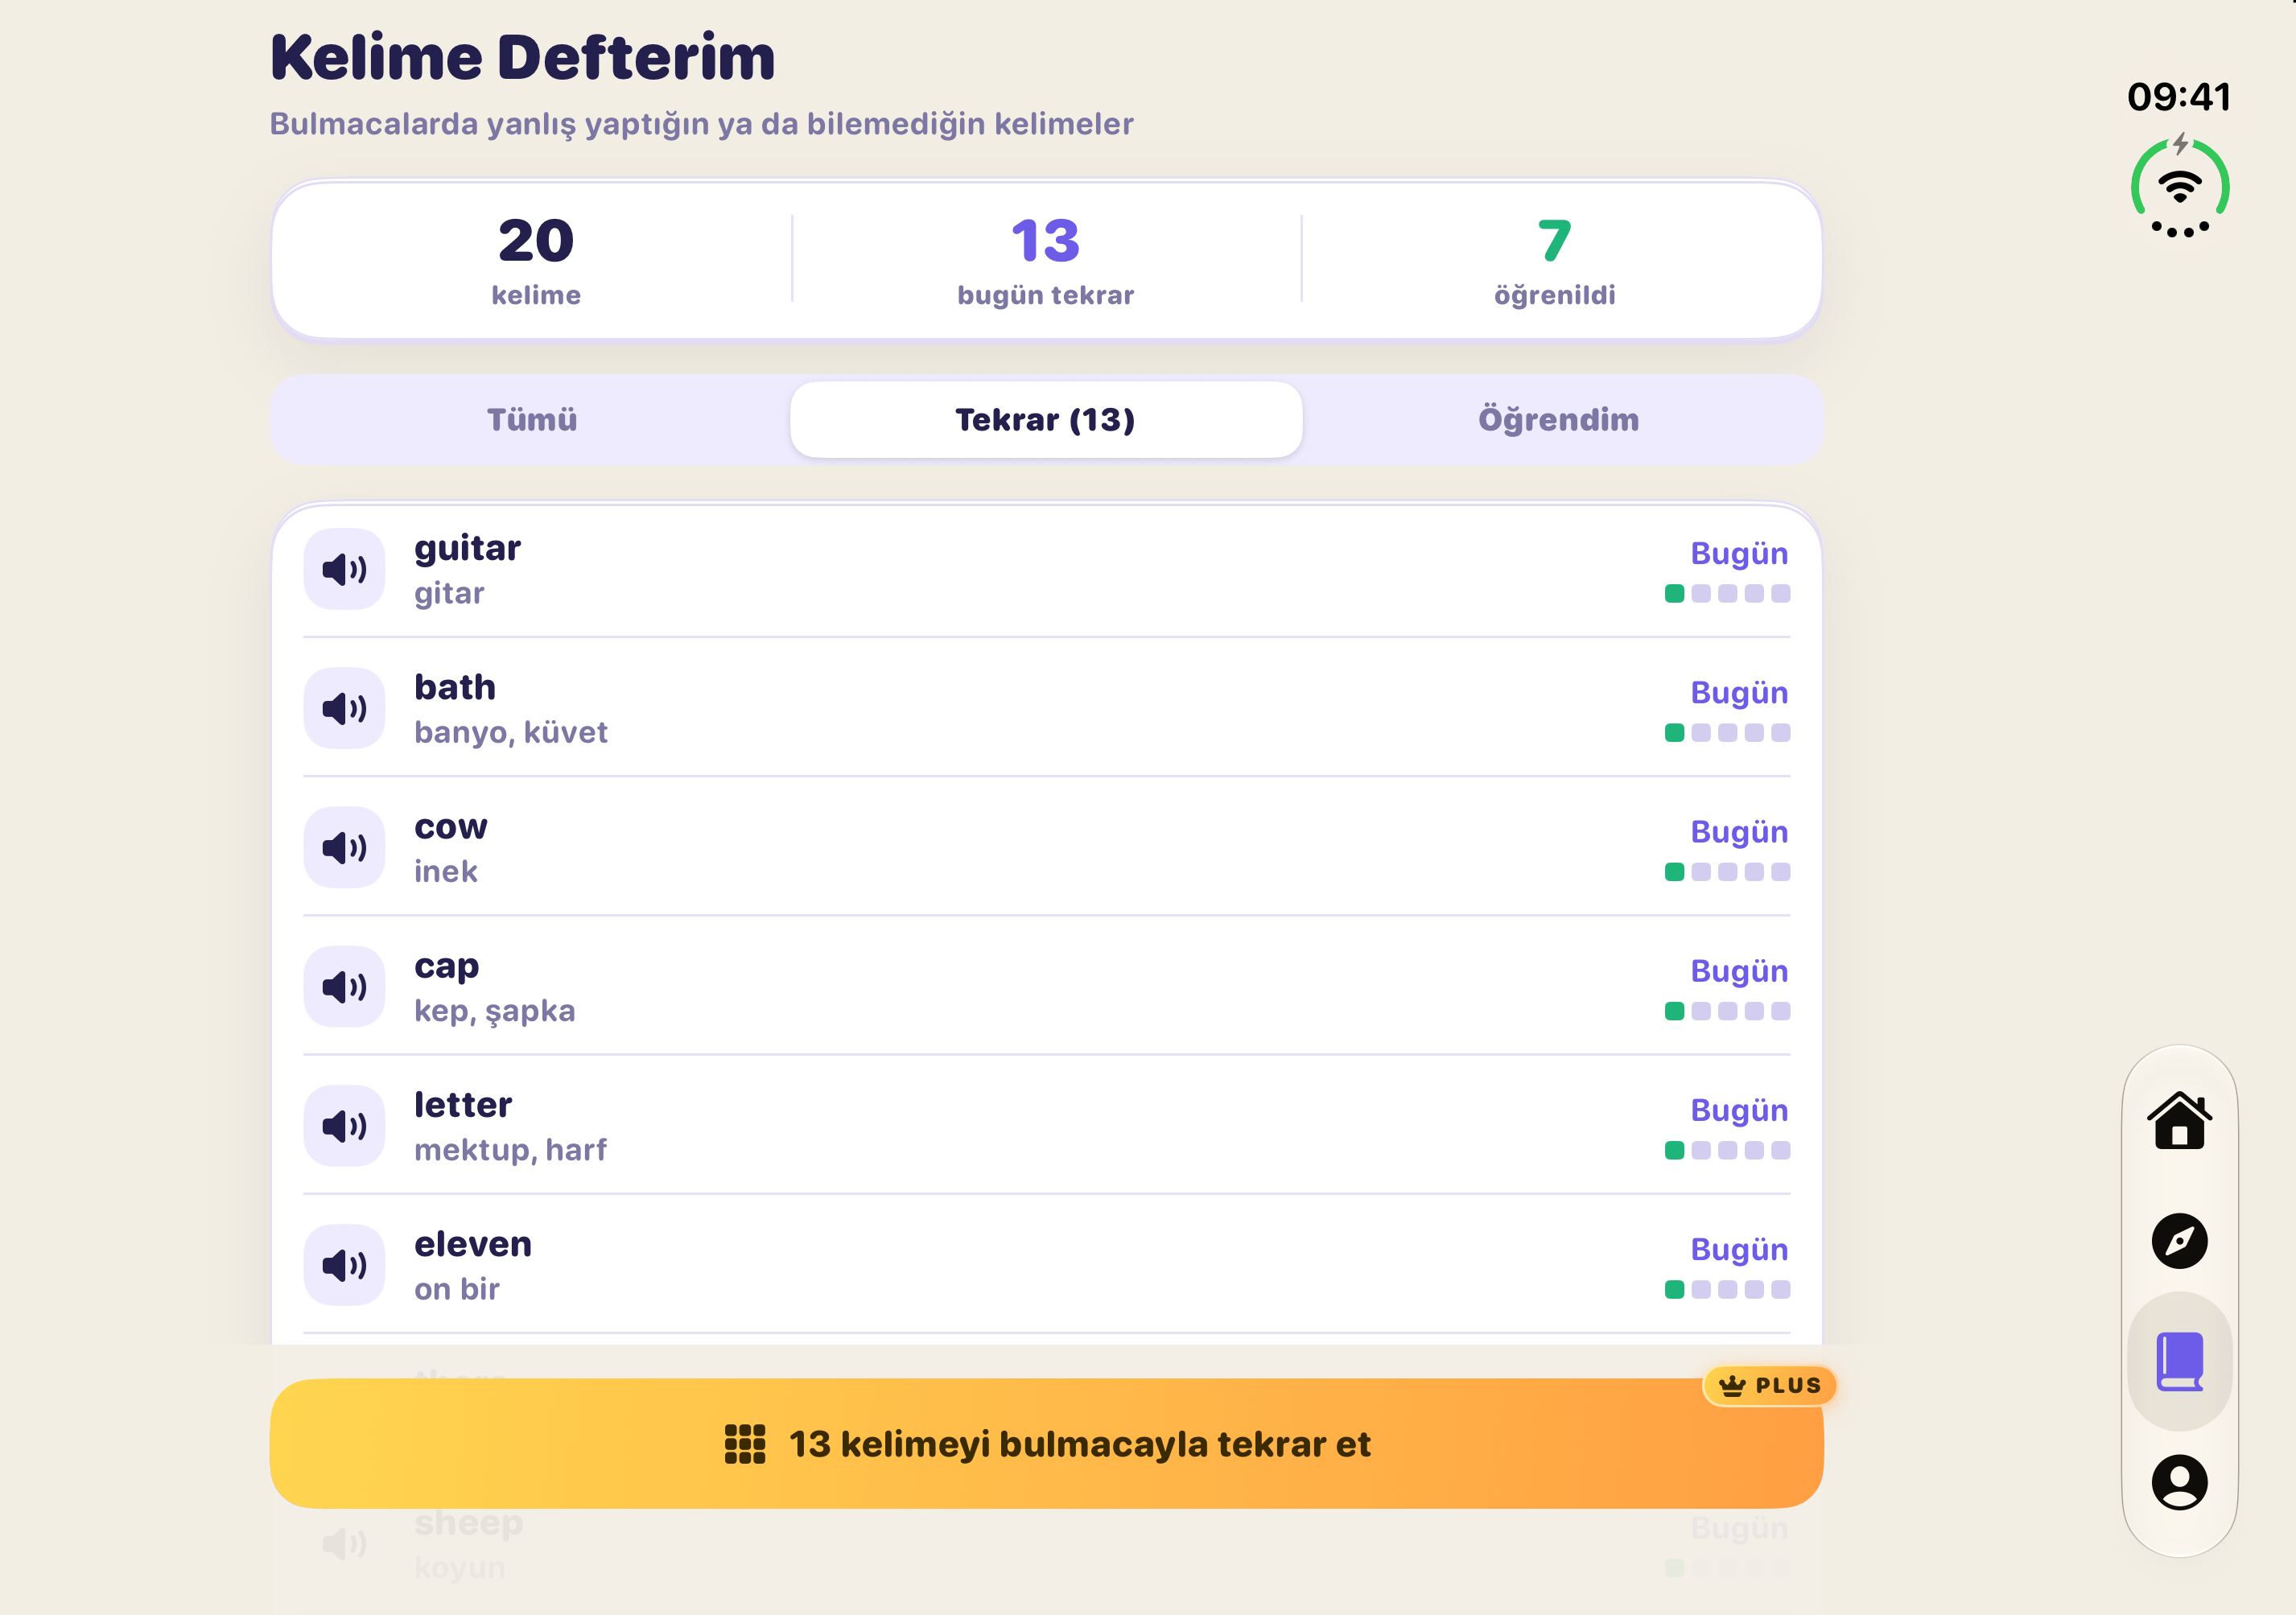 Kelime Defterim
Bulmacalarda yanlış yaptığın ya da bilemediğin kelimeler
09:41
20
kelime
13
bugün tekrar
7
öğrenildi
Tümü
Tekrar (13)
Öğrendim
guitar
gitar
Bugün
bath
banyo, küvet
Bugün
cow
inek
Bugün
cap
kep, şapka
Bugün
letter
mektup, harf
Bugün
eleven
on bir
Bugün
PLUS
13 kelimeyi bulmacayla tekrar et
sheep
koyun
Bugün